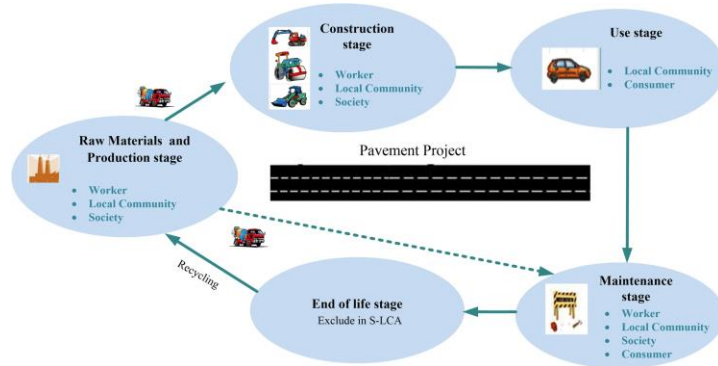 Construction
stage
• Worker
• Local Community
• Society
Use stage
• Local Community
• Consumer
Raw Materials and
Production stage
• Worker
• Local Community
• Society
Pavement Project
Recycling
End of life stage
Exclude in S-LCA
Maintenance
stage
• Worker
• Local Community
• Society
• Consumer